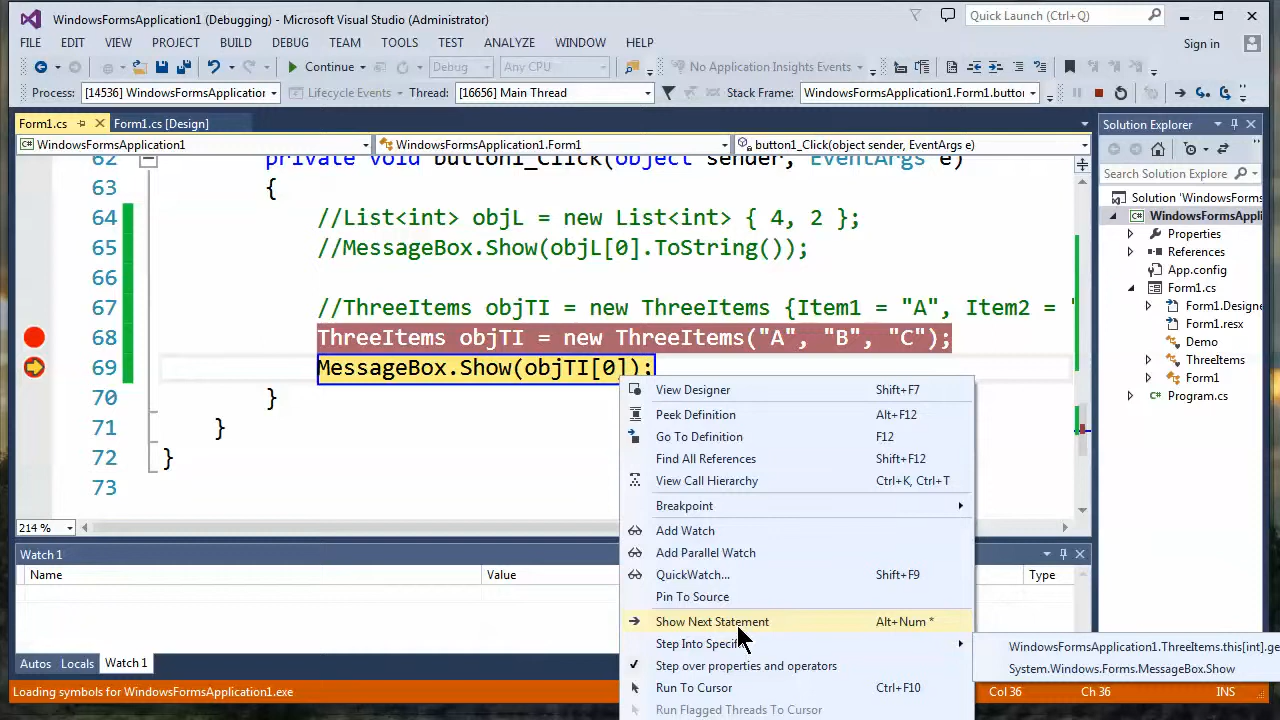 WindowsFormsApplication1 (Debugging) - Microsoft Visual Studio (Administrator)
Quick Launch (Ctrl+Q)
FILE EDIT VIEW PROJECT BUILD DEBUG TEAM TOOLS TEST ANALYZE WINDOW HELP
Sign in
Continue Debug Any CPU No Application Insights Events
Process: [14536] WindowsFormsApplication Lifecycle Events Thread: [16656] Main Thread Stack Frame: WindowsFormsApplication1.Form1.butto
Form1.cs Form1.cs [Design]
WindowsFormsApplication1 WindowsFormsApplication1.Form1 button1_Click(object sender, EventArgs e)
62 private void button1_Click(object sender, EventArgs e)
63 {
64 //List<int> objL = new List<int> { 4, 2 };
65 //MessageBox.Show(objL[0].ToString());
66
67 //ThreeItems objTI = new ThreeItems {Item1 = "A", Item2 = "
68 ThreeItems objTI = new ThreeItems("A", "B", "C");
69 MessageBox.Show(objTI[0]);
70 }
71 }
72 }
73
214 %
View Designer Shift+F7
Peek Definition Alt+F12
Go To Definition F12
Find All References Shift+F12
View Call Hierarchy Ctrl+K, Ctrl+T
Breakpoint
Add Watch
Add Parallel Watch
QuickWatch... Shift+F9
Pin To Source
Show Next Statement Alt+Num *
Step Into Specif
Step over properties and operators
Run To Cursor Ctrl+F10
Run Flagged Threads To Cursor
WindowsFormsApplication1.ThreeItems.this[int].ge
System.Windows.Forms.MessageBox.Show
Solution Explorer
Search Solution Explore
Solution 'WindowsForms
WindowsFormsAppli
Properties
References
App.config
Form1.cs
Form1.Designe
Form1.resx
Demo
ThreeItems
Form1
Program.cs
Watch 1
Name Value Type
Autos Locals Watch 1
Loading symbols for WindowsFormsApplication1.exe
Col 36 Ch 36 INS